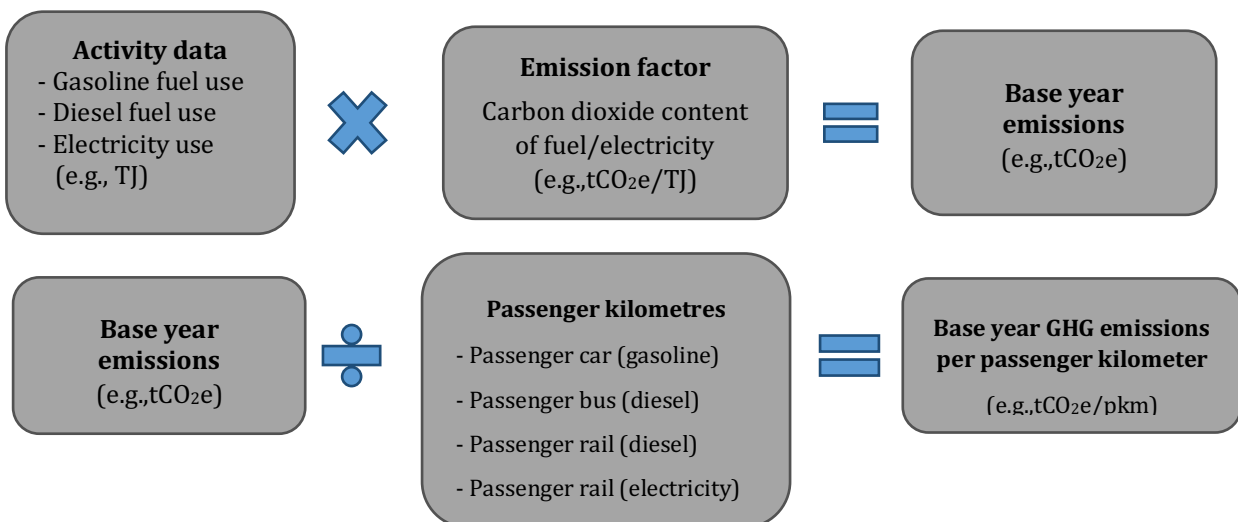 Activity data
- Gasoline fuel use
- Diesel fuel use
- Electricity use
(e.g., TJ)
Emission factor
Carbon dioxide content
of fuel/electricity
(e.g.,tCO₂e/TJ)
Base year
emissions
(e.g.,tCO₂e)
Base year
emissions
(e.g.,tCO₂e)
Passenger kilometres
- Passenger car (gasoline)
- Passenger bus (diesel)
- Passenger rail (diesel)
- Passenger rail (electricity)
Base year GHG emissions
per passenger kilometer
(e.g.,tCO₂e/pkm)